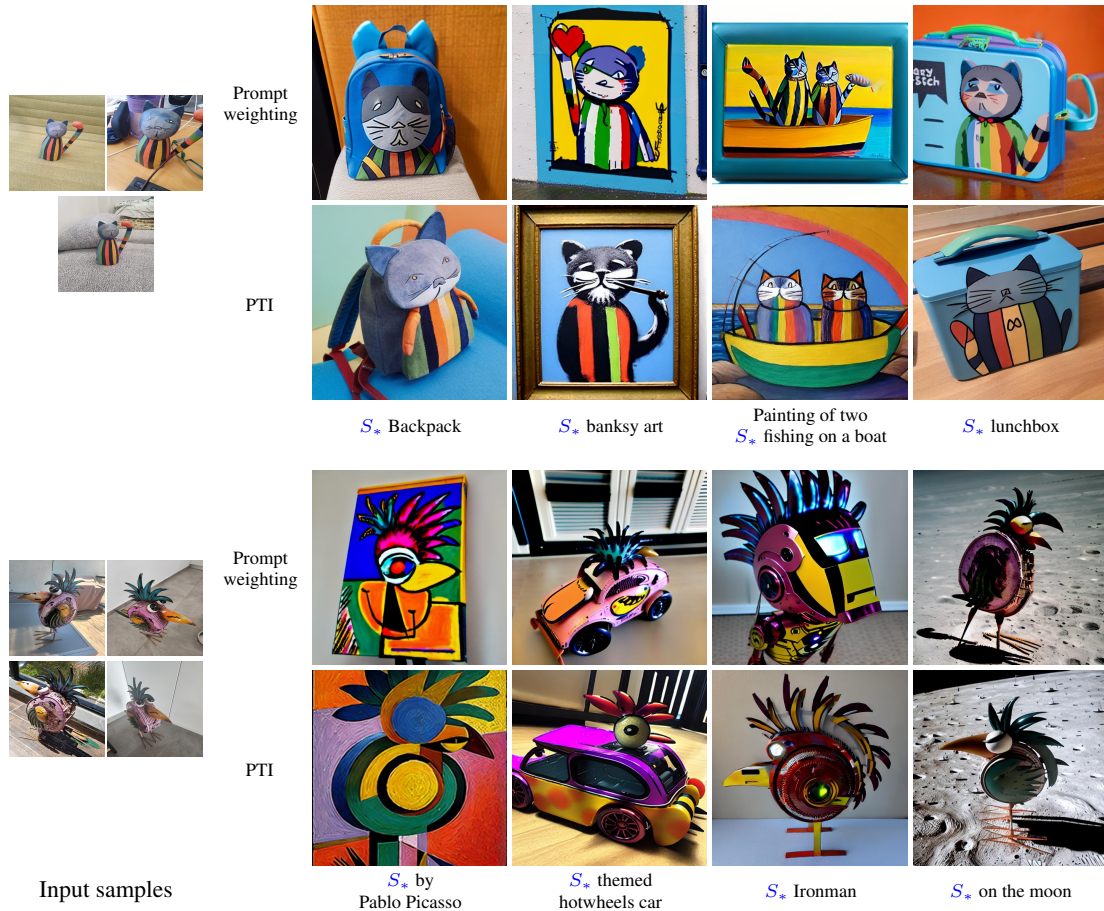 Prompt
weighting
PTI
S* Backpack
S* banksy art
Painting of two
S* fishing on a boat
S* lunchbox
Prompt
weighting
PTI
Input samples
S* by
Pablo Picasso
S* themed
hotwheels car
S* Ironman
S* on the moon